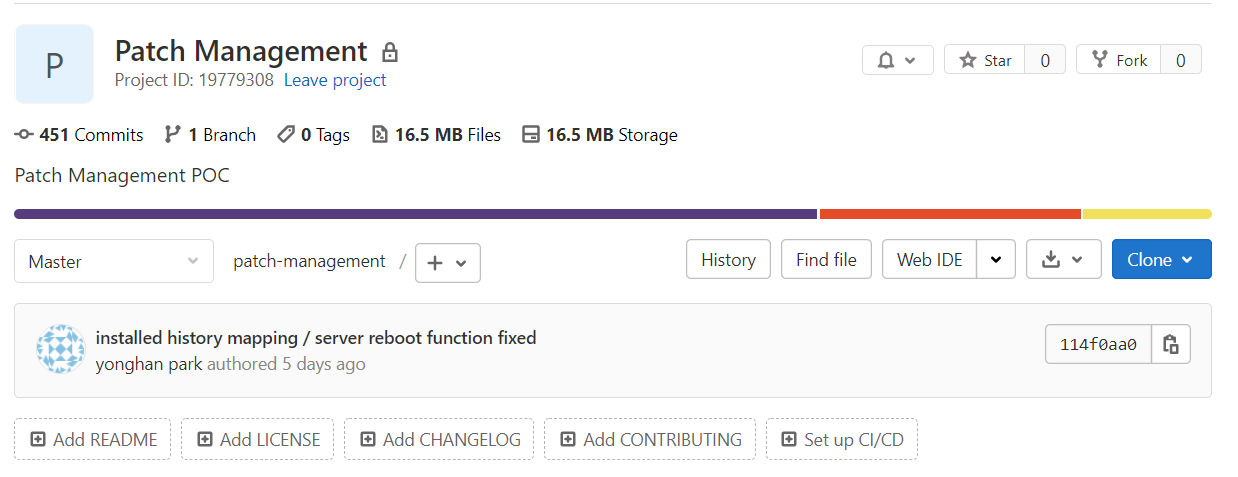 P
Patch Management
Project ID: 19779308 Leave project
Star 0 Fork 0
451 Commits 1 Branch 0 Tags 16.5 MB Files 16.5 MB Storage
Patch Management POC
Master patch-management / History Find file Web IDE Clone
installed history mapping / server reboot function fixed
yonghan park authored 5 days ago
114f0aa0
Add README Add LICENSE Add CHANGELOG Add CONTRIBUTING Set up CI/CD